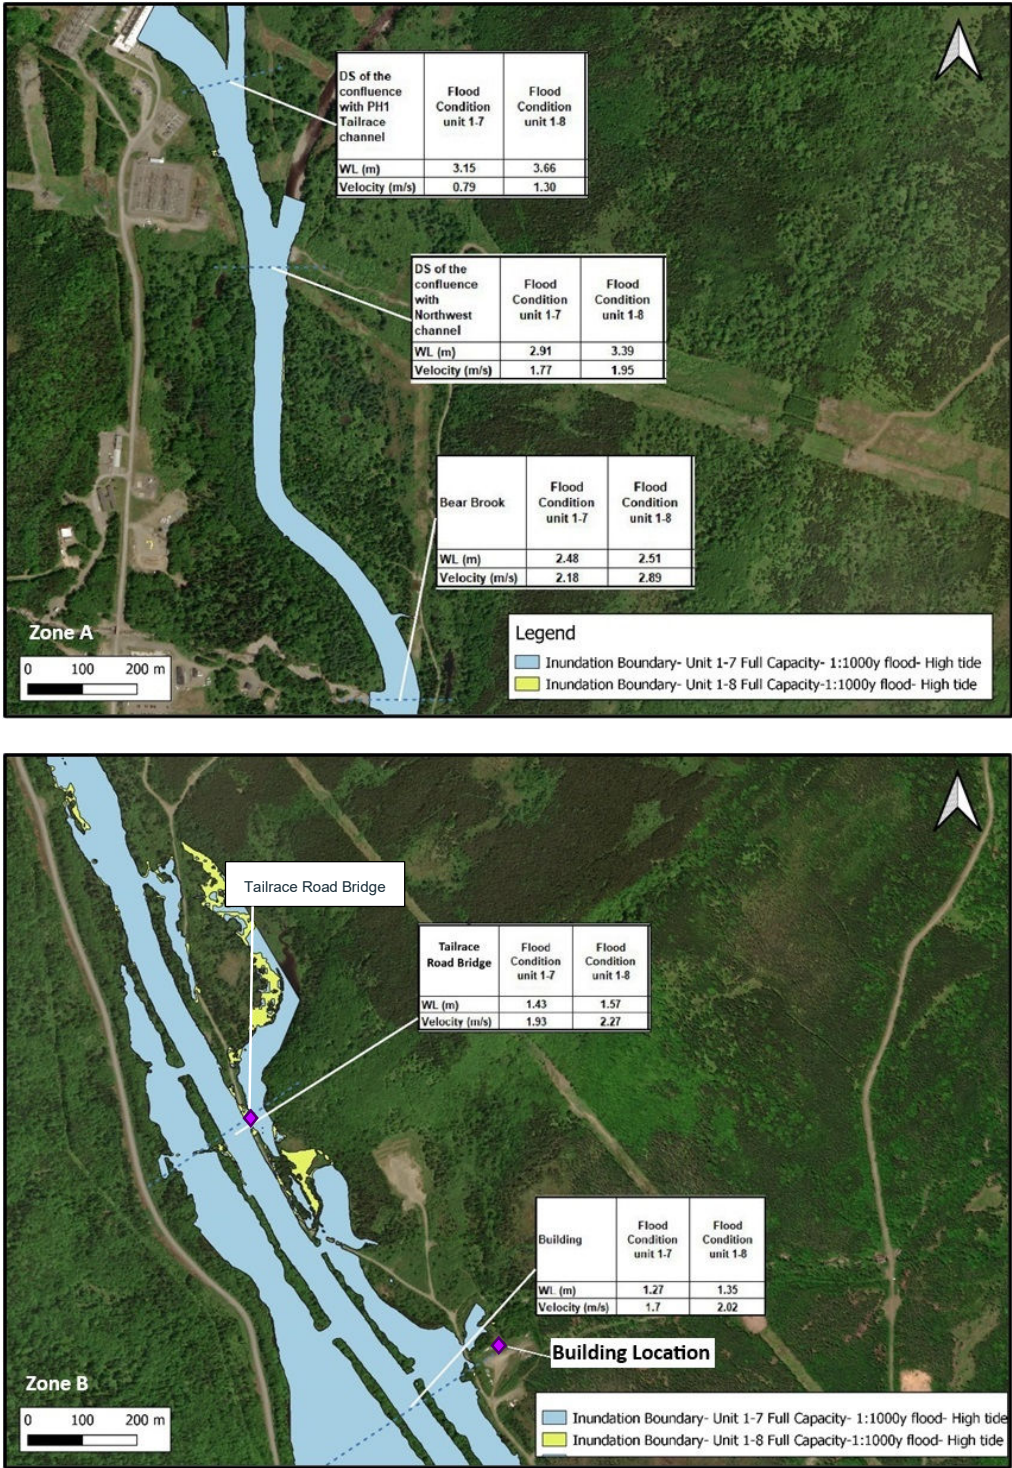 DS of the
confluence
with PH1
Tailrace
channel
Flood
Condition
unit 1-7
Flood
Condition
unit 1-8
WL (m) 3.15 3.66
Velocity (m/s) 0.79 1.30
DS of the
confluence
with
Northwest
channel
Flood
Condition
unit 1-7
Flood
Condition
unit 1-8
WL (m) 2.91 3.39
Velocity (m/s) 1.77 1.95
Bear Brook
Flood
Condition
unit 1-7
Flood
Condition
unit 1-8
WL (m) 2.48 2.51
Velocity (m/s) 2.18 2.89
Zone A
0 100 200 m
Legend
Inundation Boundary- Unit 1-7 Full Capacity- 1:1000y flood- High tide
Inundation Boundary- Unit 1-8 Full Capacity-1:1000y flood- High tide
Tailrace Road Bridge
Tailrace
Road Bridge
Flood
Condition
unit 1-7
Flood
Condition
unit 1-8
WL (m) 1.43 1.57
Velocity (m/s) 1.93 2.27
Building
Flood
Condition
unit 1-7
Flood
Condition
unit 1-8
WL (m) 1.27 1.35
Velocity (m/s) 1.7 2.02
Building Location
Zone B
0 100 200 m
Inundation Boundary- Unit 1-7 Full Capacity- 1:1000y flood- High tide
Inundation Boundary- Unit 1-8 Full Capacity-1:1000y flood- High tide